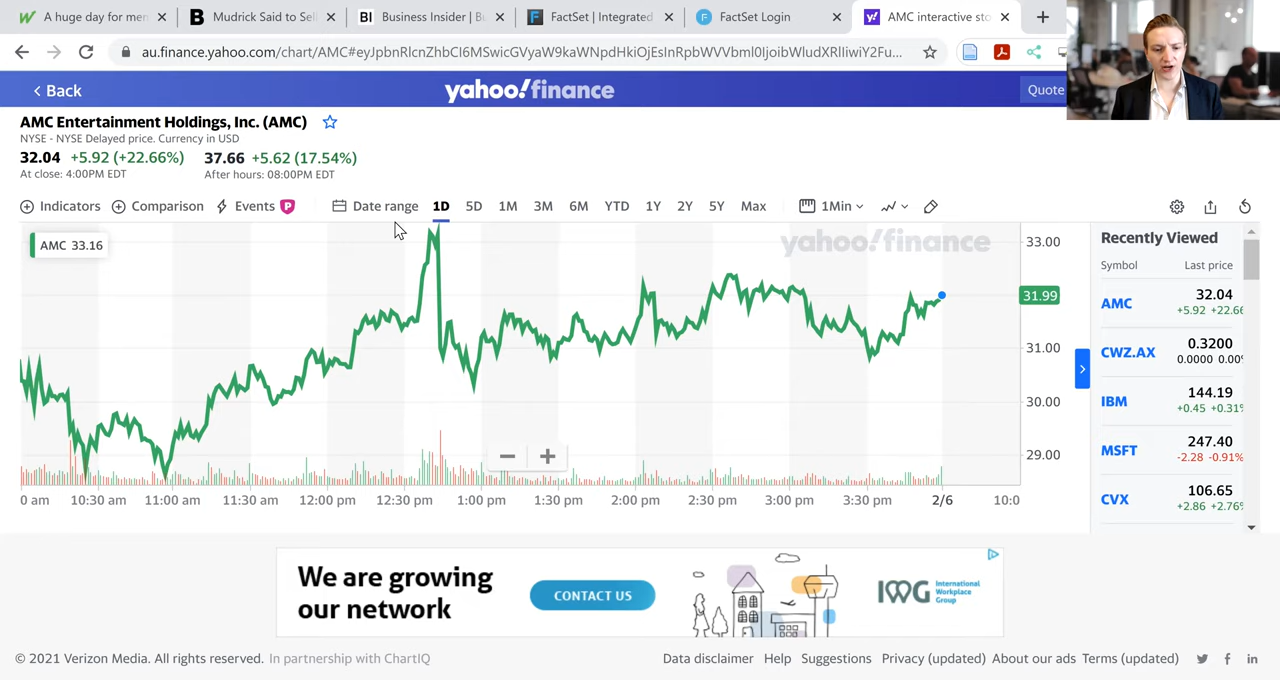 A huge day for mem
Mudrick Said to Sell
Business Insider | Bu
FactSet | Integrated
FactSet Login
AMC interactive sto
au.finance.yahoo.com/chart/AMC#eyJpbnRlcnZhbCI6MSwicGVyaW9kaWNpdHkiOjEsInRpbWVVbml0IjoibWludXRlIiwiY2Fu...
Back
yahoo!finance
Quote
AMC Entertainment Holdings, Inc. (AMC)
NYSE - NYSE Delayed price. Currency in USD
32.04 +5.92 (+22.66%) 37.66 +5.62 (17.54%)
At close: 4:00PM EDT After hours: 08:00PM EDT
Indicators Comparison Events P Date range 1D 5D 1M 3M 6M YTD 1Y 2Y 5Y Max 1Min
AMC 33.16
yahoo!finance
33.00
31.99
31.00
30.00
29.00
0 am 10:30 am 11:00 am 11:30 am 12:00 pm 12:30 pm 1:00 pm 1:30 pm 2:00 pm 2:30 pm 3:00 pm 3:30 pm 2/6 10:0
Recently Viewed
Symbol Last price
AMC 32.04
+5.92 +22.66
CWZ.AX 0.3200
0.0000 0.00%
IBM 144.19
+0.45 +0.31%
MSFT 247.40
-2.28 -0.91%
CVX 106.65
+2.86 +2.76%
We are growing
our network
CONTACT US
IWG International
Workplace
Group
© 2021 Verizon Media. All rights reserved. In partnership with ChartIQ
Data disclaimer Help Suggestions Privacy (updated) About our ads Terms (updated)